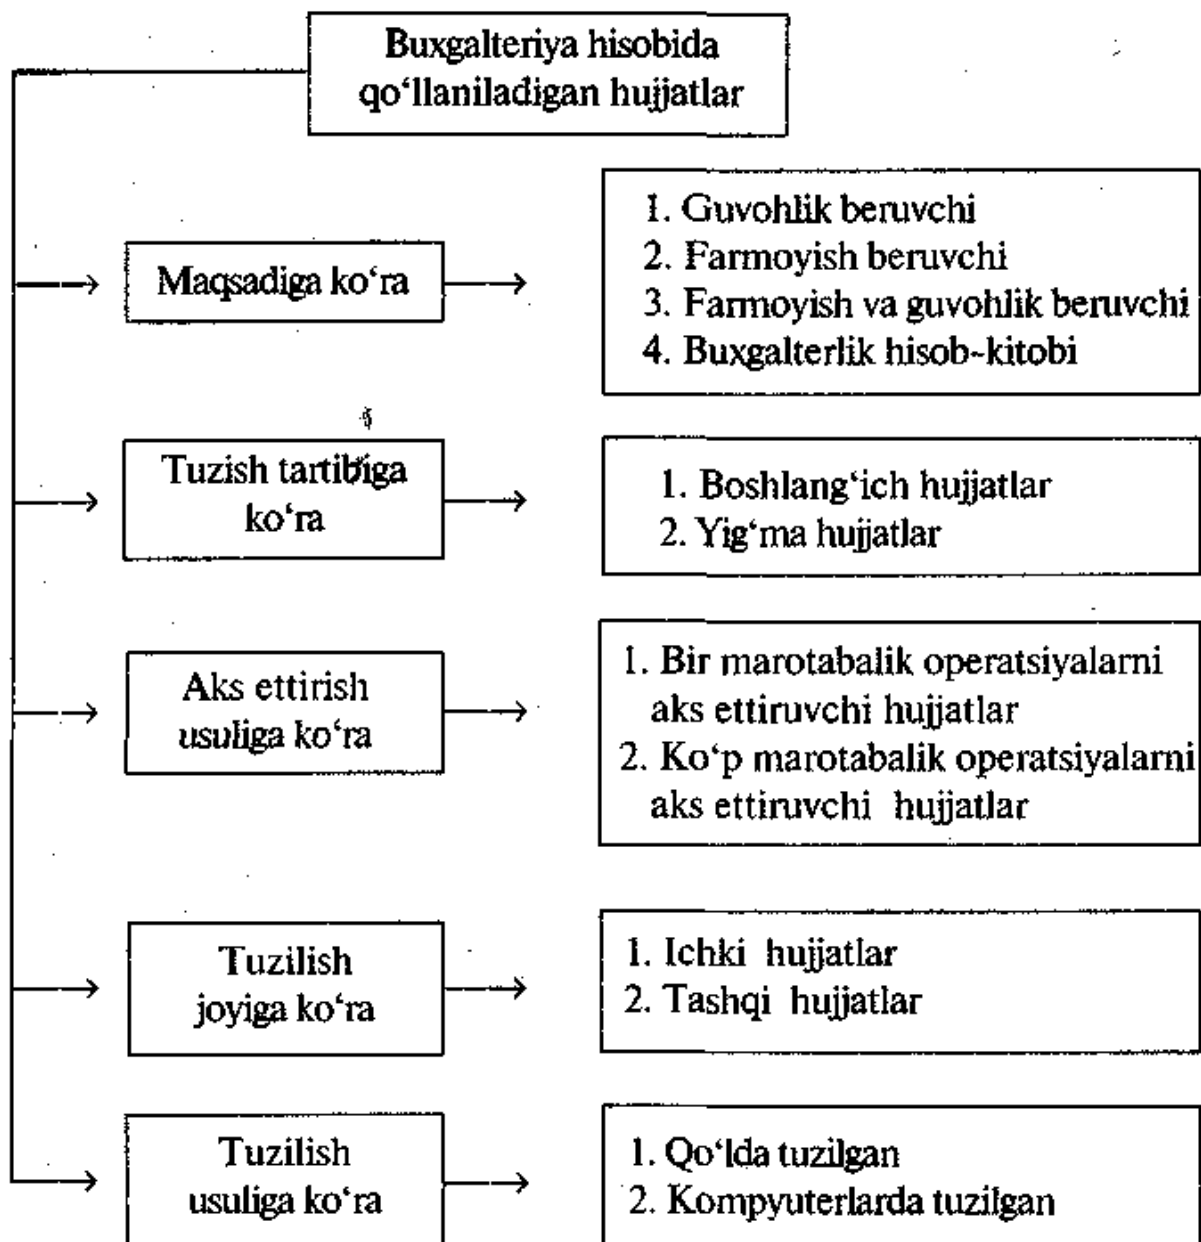 Buxgalteriya hisobida
qo‘llaniladigan hujjatlar
Maqsadiga ko‘ra
1. Guvohlik beruvchi
2. Farmoyish beruvchi
3. Farmoyish va guvohlik beruvchi
4. Buxgalterlik hisob-kitobi
Tuzish tartibiga
ko‘ra
1. Boshlang‘ich hujjatlar
2. Yig‘ma hujjatlar
Aks ettirish
usuliga ko‘ra
1. Bir marotabalik operatsiyalarni
aks ettiruvchi hujjatlar
2. Ko‘p marotabalik operatsiyalarni
aks ettiruvchi hujjatlar
Tuzilish
joyiga ko‘ra
1. Ichki hujjatlar
2. Tashqi hujjatlar
Tuzilish
usuliga ko‘ra
1. Qo‘lda tuzilgan
2. Kompyuterlarda tuzilgan